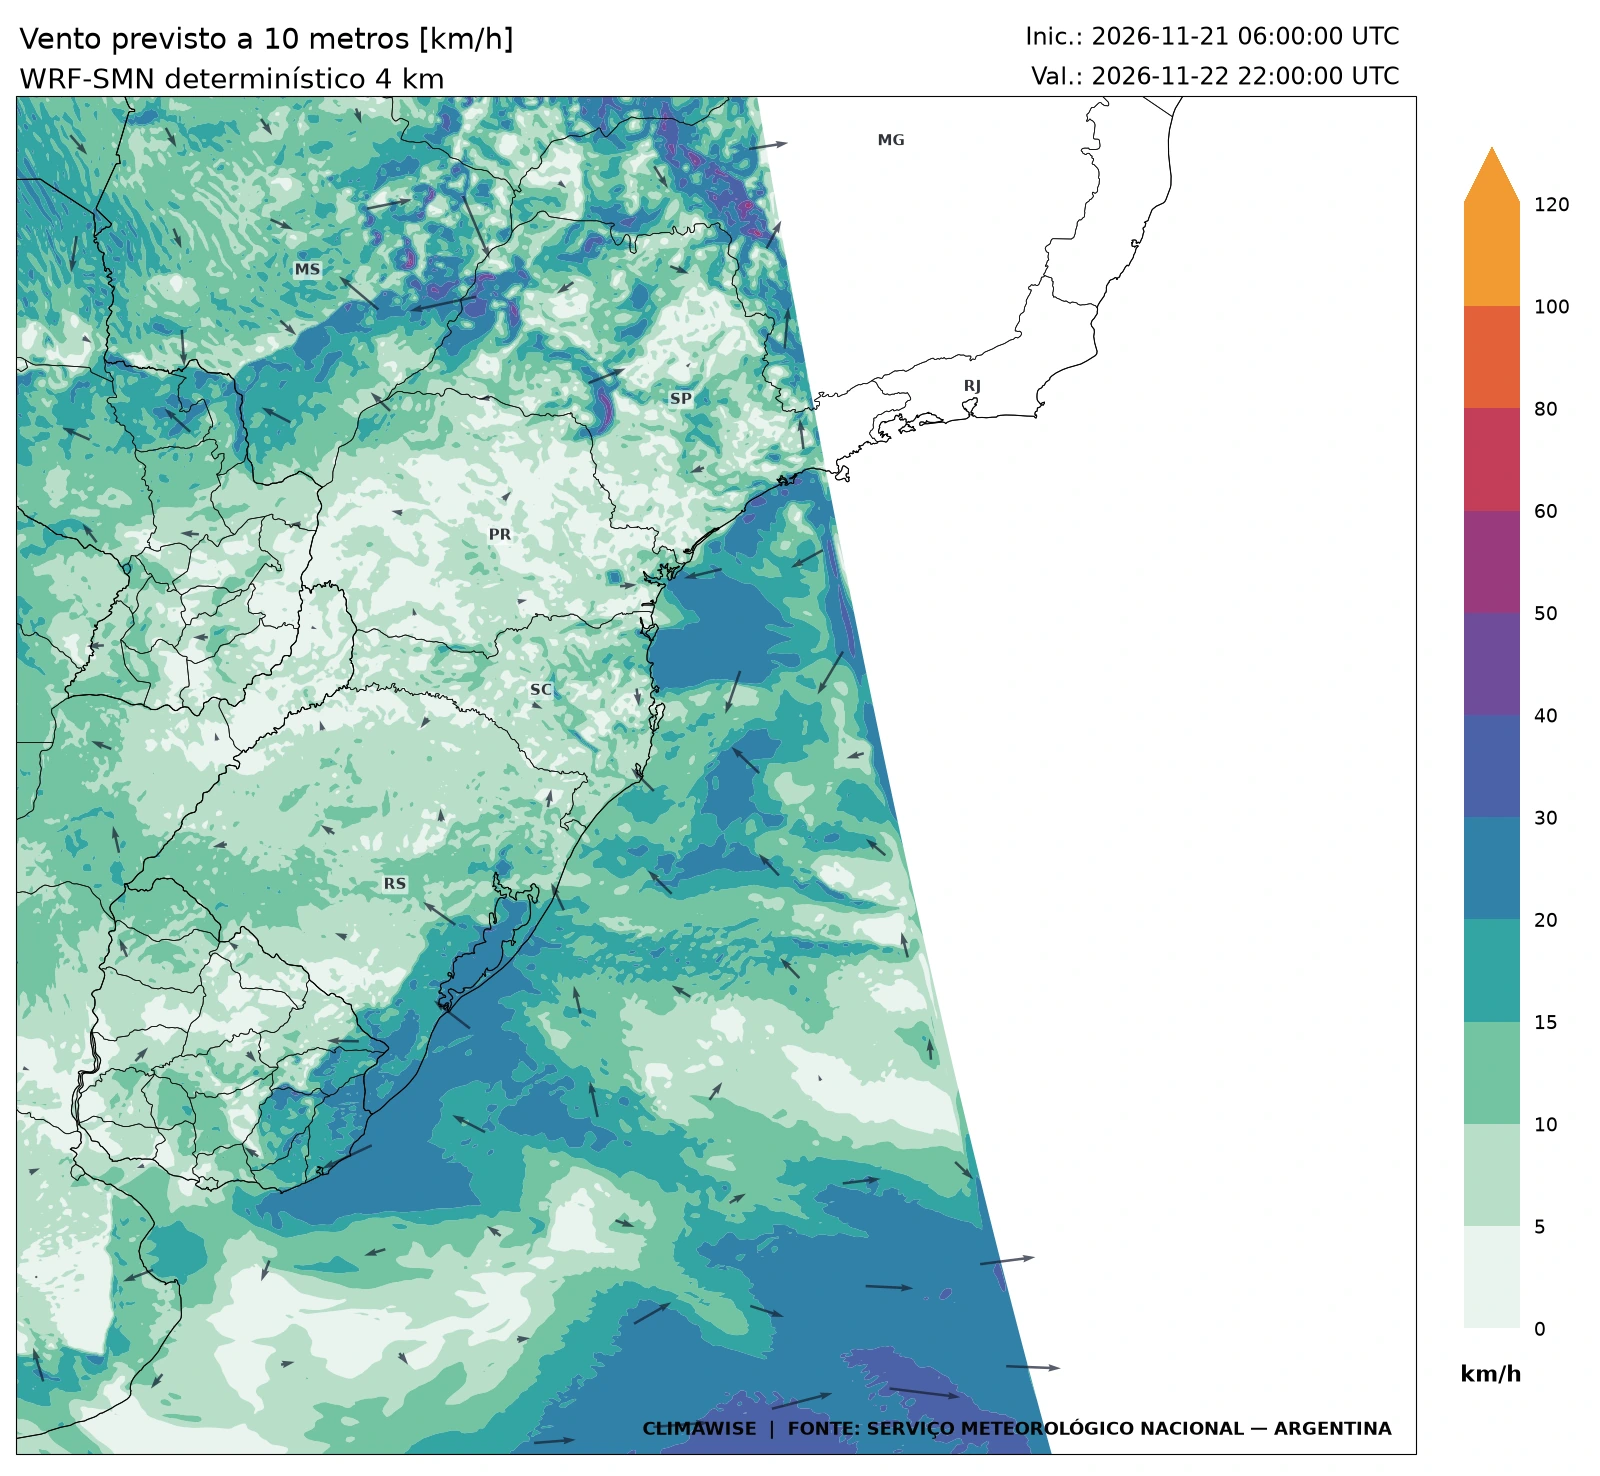 Vento previsto a 10 metros [km/h]
WRF-SMN determinístico 4 km
Inic.: 2026-11-21 06:00:00 UTC
Val.: 2026-11-22 22:00:00 UTC
MG
MS
RJ
SP
PR
SC
RS
120
100
80
60
50
40
30
20
15
10
5
0
km/h
CLIMAWISE | FONTE: SERVIÇO METEOROLÓGICO NACIONAL — ARGENTINA